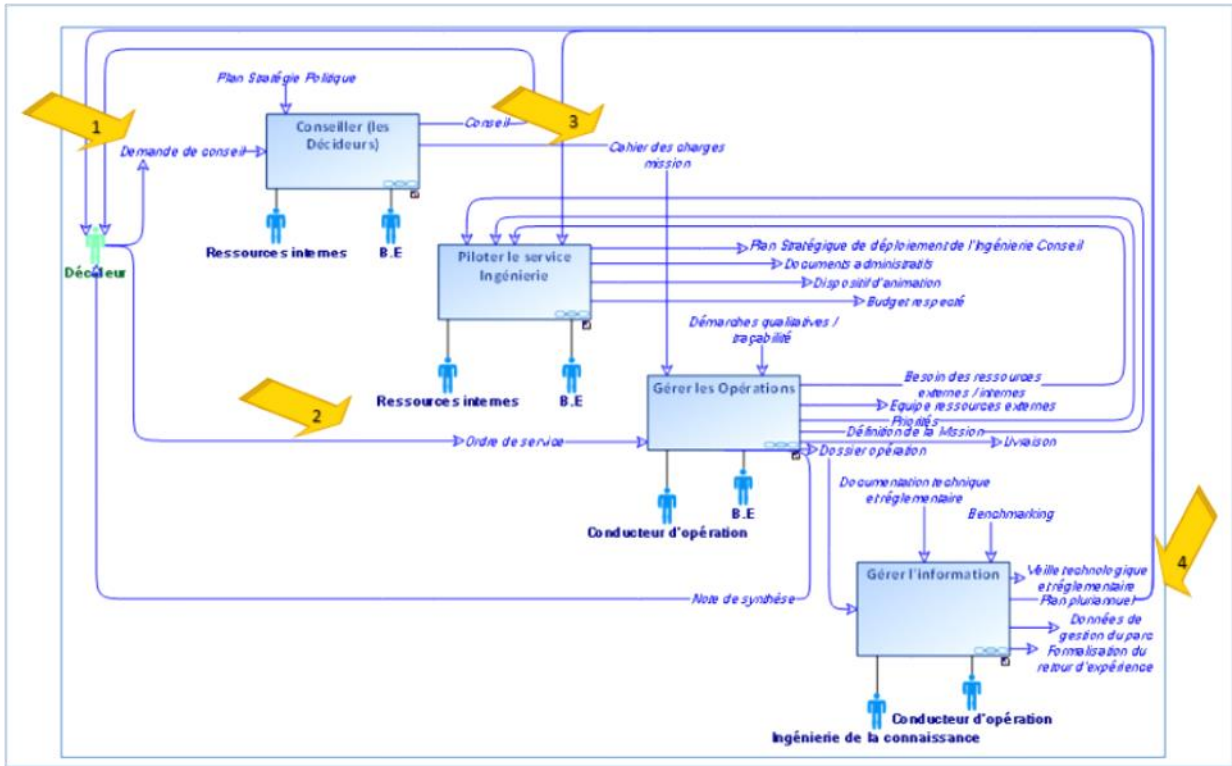 Plan Stratégie Politique
1
Conseiller (les
Décideurs)
Conseil
3
Demande de conseil
Cahier des charges
mission
Ressources internes
B.E
Décideur
Piloter le service
Ingénierie
Plan Stratégique de déploiement de l'Ingénierie Conseil
Documents administratifs
Dispositif d'animation
Budget respecté
Démarches qualitatives /
traçabilité
Ressources internes
B.E
Gérer les Opérations
Besoin des ressources
externes / internes
Equipe ressources externes
Priorités
Définition de la Mission
2
Ordre de service
Livraison
Dossier opération
Documentation technique
et réglementaire
B.E
Benchmarking
Conducteur d'opération
4
Gérer l'information
Veille technologique
et réglementaire
Plan pluriannuel
Note de synthèse
Données de
gestion du parc
Formalisation du
retour d'expérience
Conducteur d'opération
Ingénierie de la connaissance